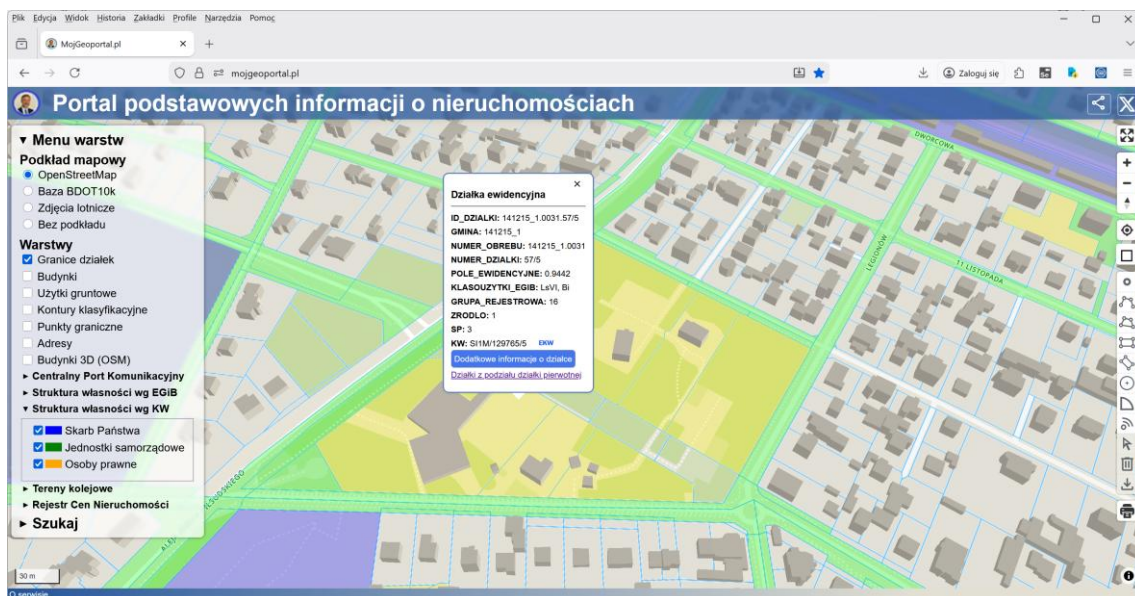 Plik Edycja Widok Historia Zakładki Profile Narzędzia Pomoc
MojGeoportal.pl
mojgeoportal.pl
Zaloguj się
Portal podstawowych informacji o nieruchomościach
Menu warstw
Podkład mapowy
OpenStreetMap
Baza BDOT10k
Zdjęcia lotnicze
Bez podkładu
Warstwy
Granice działek
Budynki
Użytki gruntowe
Kontury klasyfikacyjne
Punkty graniczne
Adresy
Budynki 3D (OSM)
Centralny Port Komunikacyjny
Struktura własności wg EGiB
Struktura własności wg KW
Skarb Państwa
Jednostki samorządowe
Osoby prawne
Tereny kolejowe
Rejestr Cen Nieruchomości
Szukaj
30 m
O serwisie
Działka ewidencyjna
ID_DZIALKI: 141215_1.0031.57/5
GMINA: 141215_1
NUMER_OBREBU: 141215_1.0031
NUMER_DZIALKI: 57/5
POLE_EWIDENCYJNE: 0.9442
KLASOUZYTKI_EGIB: LsVI, Bi
GRUPA_REJESTROWA: 16
ZRODLO: 1
SP: 3
KW: SI1M/129765/5 EKW
Dodatkowe informacje o działce
Działki z podziału działki pierwotnej
DWORCOWA
LEGIONÓW
11 LISTOPADA